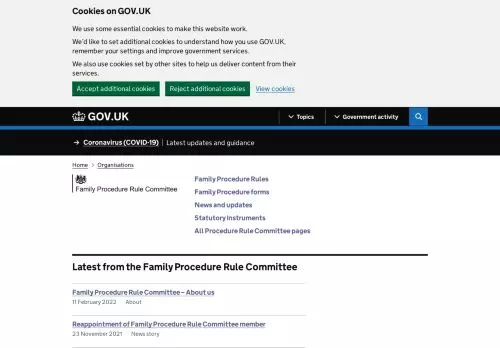 Cookies on GOV.UK
We use some essential cookies to make this website work.
We'd like to set additional cookies to understand how you use GOV.UK,
remember your settings and improve government services.
We also use cookies set by other sites to help us deliver content from their
services.
Accept additional cookies
Reject additional cookies
View cookies
GOV.UK
Topics
Government activity
→ Coronavirus (COVID-19) | Latest updates and guidance
Home > Organisations
Family Procedure Rule Committee
Family Procedure Rules
Family Procedure forms
News and updates
Statutory instruments
All Procedure Rule Committee pages
Latest from the Family Procedure Rule Committee
Family Procedure Rule Committee – About us
11 February 2022 About
Reappointment of Family Procedure Rule Committee member
23 November 2021 News story